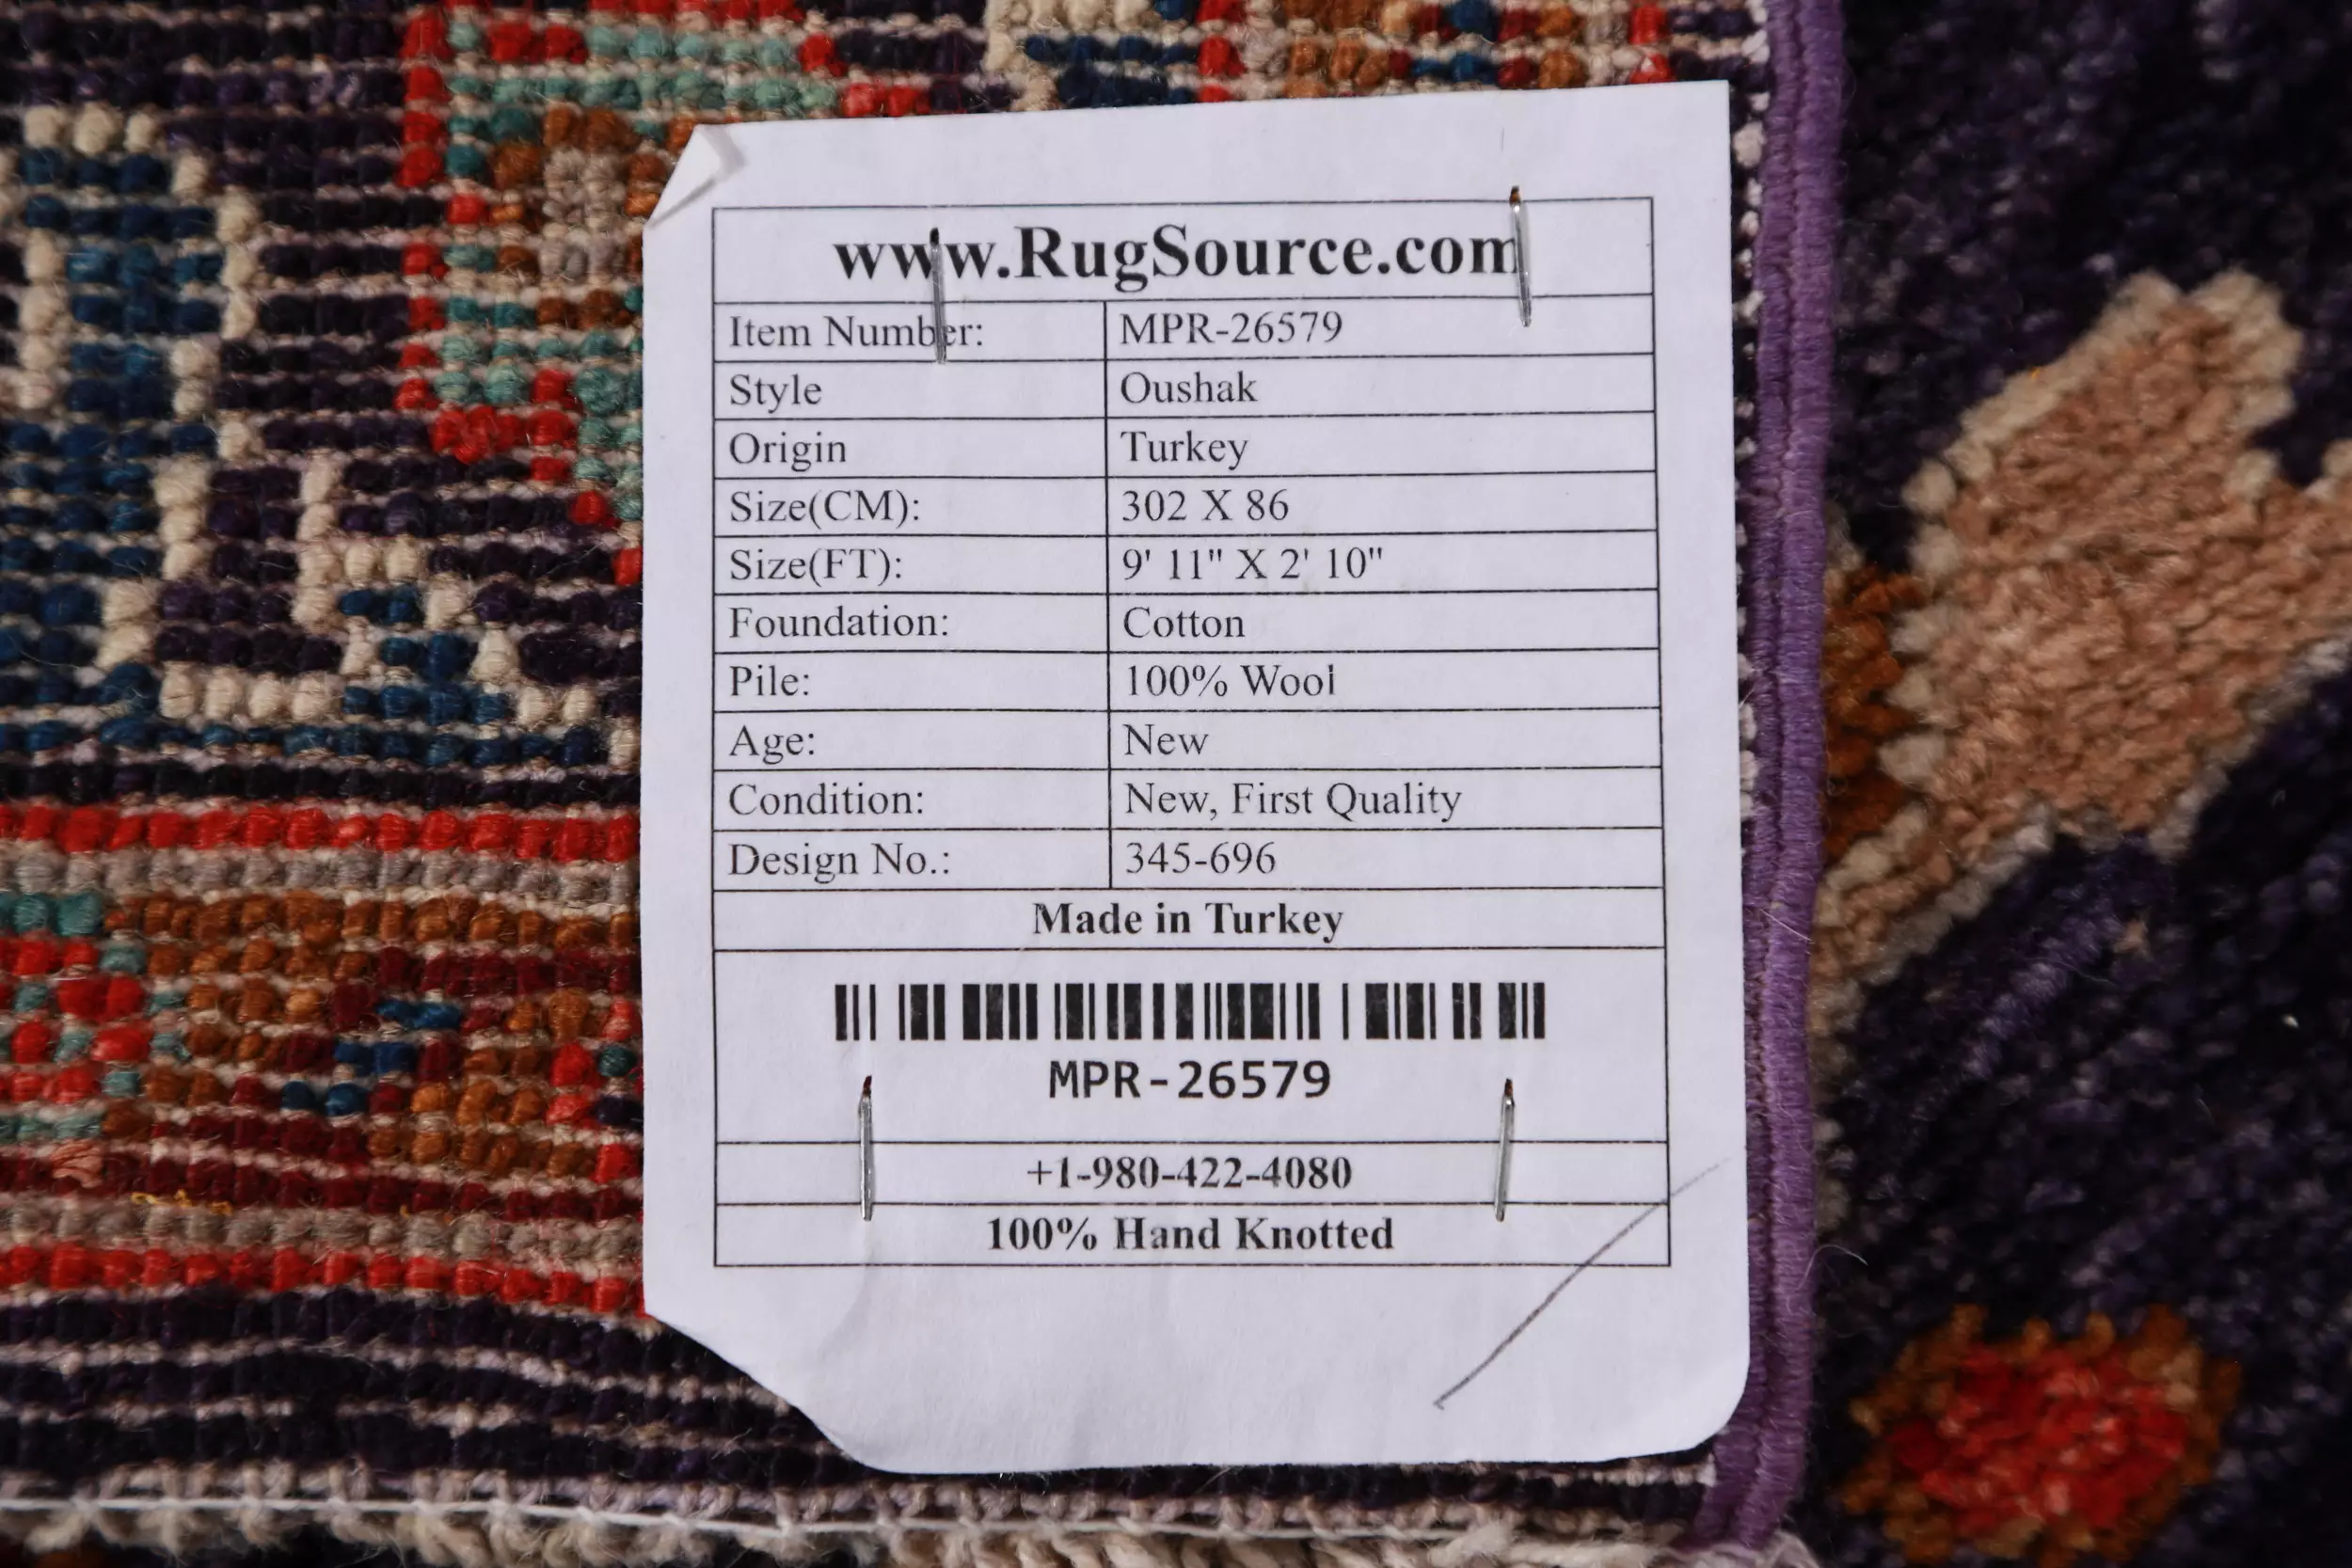 www.RugSource.com
Item Number: MPR-26579
Style Oushak
Origin Turkey
Size(CM): 302 X 86
Size(FT): 9' 11" X 2' 10"
Foundation: Cotton
Pile: 100% Wool
Age: New
Condition: New, First Quality
Design No.: 345-696
Made in Turkey
MPR-26579
+1-980-422-4080
100% Hand Knotted